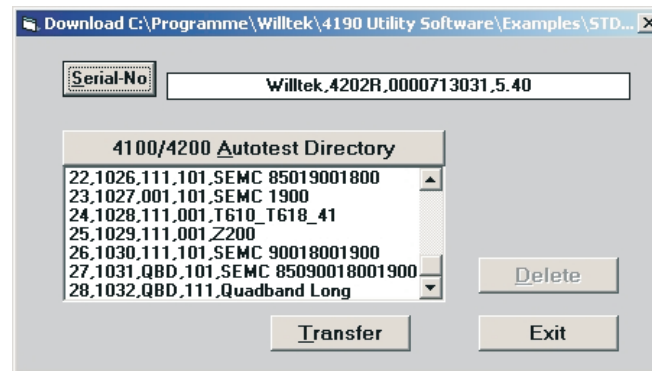 Download C:\Programme\Willtek\4190 Utility Software\Examples\STD...
Serial-No
Willtek,4202R,0000713031,5.40
4100/4200 Autotest Directory
22,1026,111,101,SEMC 85019001800
23,1027,001,101,SEMC 1900
24,1028,111,001,T610_T618_41
25,1029,111,001,Z200
26,1030,111,101,SEMC 90018001900
27,1031,QBD,101,SEMC 85090018001900
28,1032,QBD,111,Quadband Long
Delete
Transfer
Exit